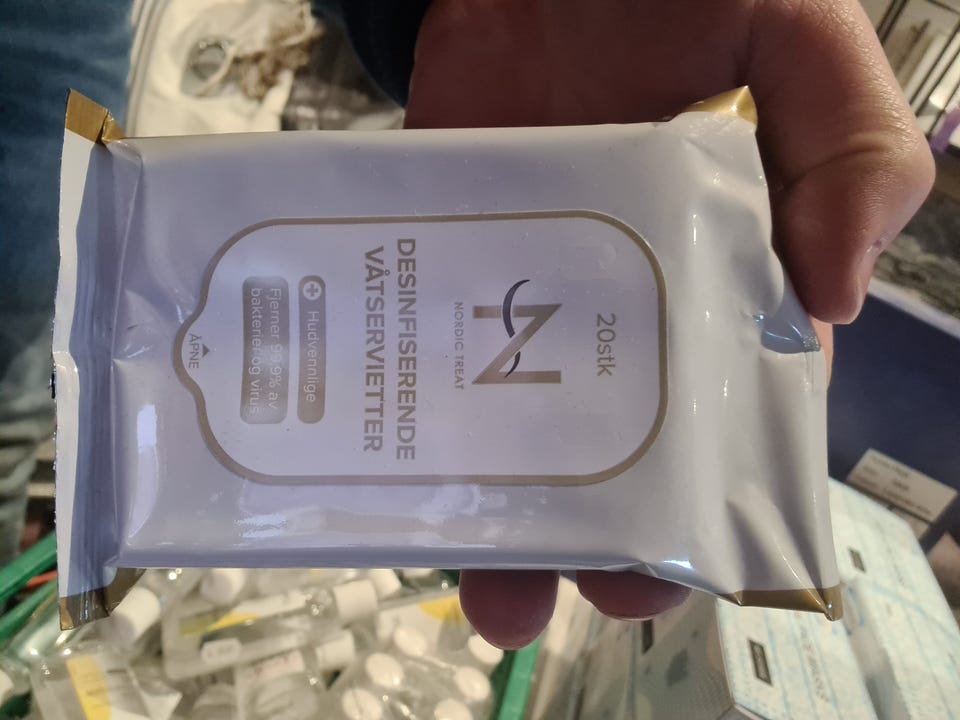 20stk
N
NORDIC TREAT
DESINFISERENDE
VÅTSERVIETTER
Hudvennlige
Fjerner 99,9% av
bakterier og virus
ÅPNE